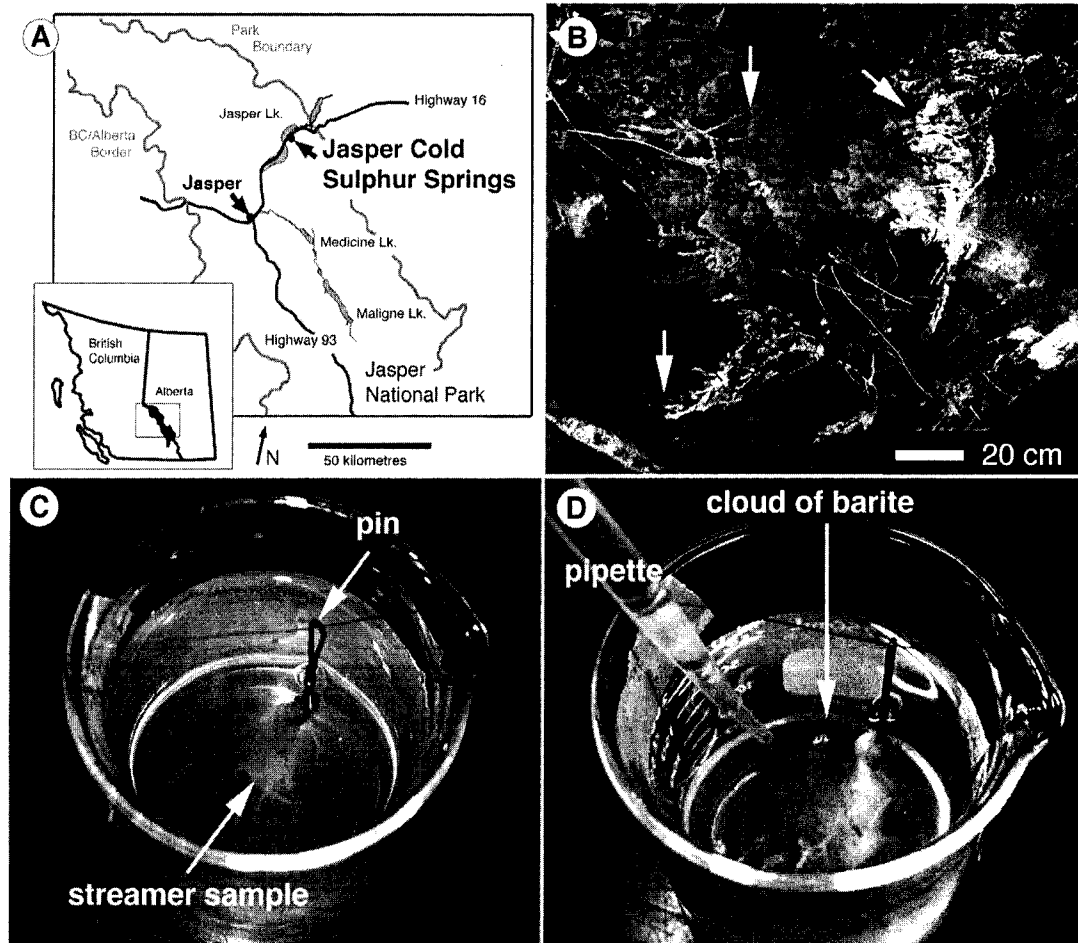 A
Park
Boundary
Highway 16
Jasper Lk.
BC/Alberta
Border
Jasper Cold
Sulphur Springs
Jasper
Medicine Lk.
Maligne Lk.
Highway 93
Jasper
National Park
British
Columbia
Alberta
N
50 kilometres
B
20 cm
C
pin
streamer sample
D
cloud of barite
pipette